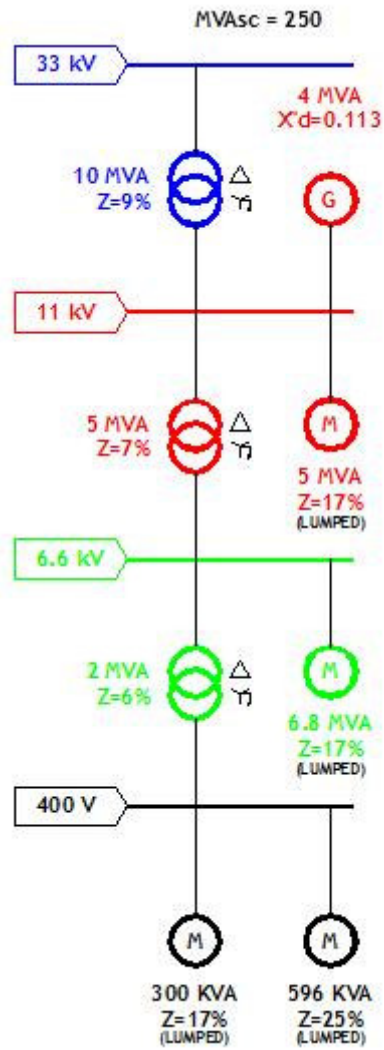 MVAsc = 250
33 kV
4 MVA
X"d=0.113
10 MVA
Z=9%
G
11 kV
5 MVA
Z=7%
M
5 MVA
Z=17%
(LUMPED)
6.6 kV
2 MVA
Z=6%
M
6.8 MVA
Z=17%
(LUMPED)
400 V
M
M
300 KVA
Z=17%
(LUMPED)
596 KVA
Z=25%
(LUMPED)